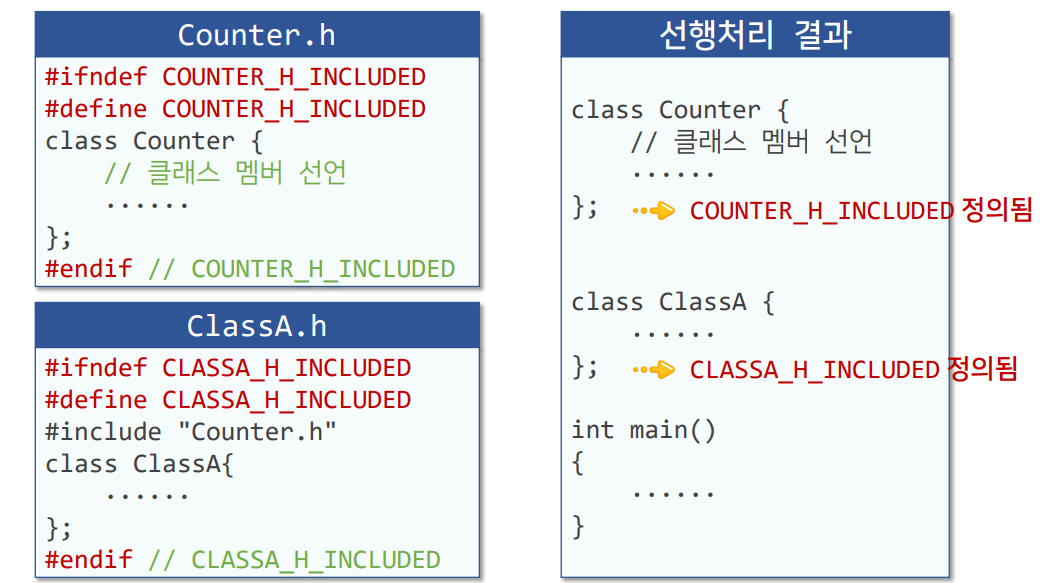 Counter.h
#ifndef COUNTER_H_INCLUDED
#define COUNTER_H_INCLUDED
class Counter {
// 클래스 멤버 선언
......
};
#endif // COUNTER_H_INCLUDED
ClassA.h
#ifndef CLASSA_H_INCLUDED
#define CLASSA_H_INCLUDED
#include "Counter.h"
class ClassA{
......
};
#endif // CLASSA_H_INCLUDED
선행처리 결과
class Counter {
// 클래스 멤버 선언
......
}; COUNTER_H_INCLUDED 정의됨
class ClassA {
......
}; CLASSA_H_INCLUDED 정의됨
int main()
{
......
}